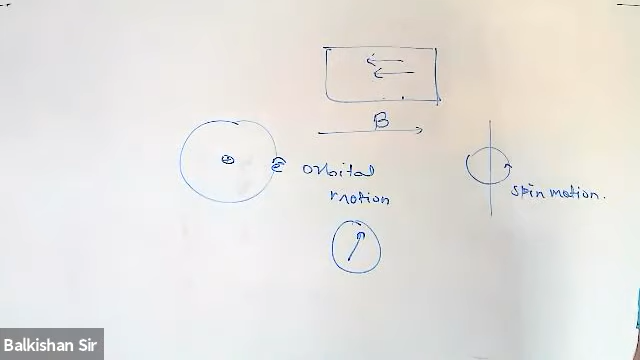 B
orbital
motion
spin motion.
Balkishan Sir